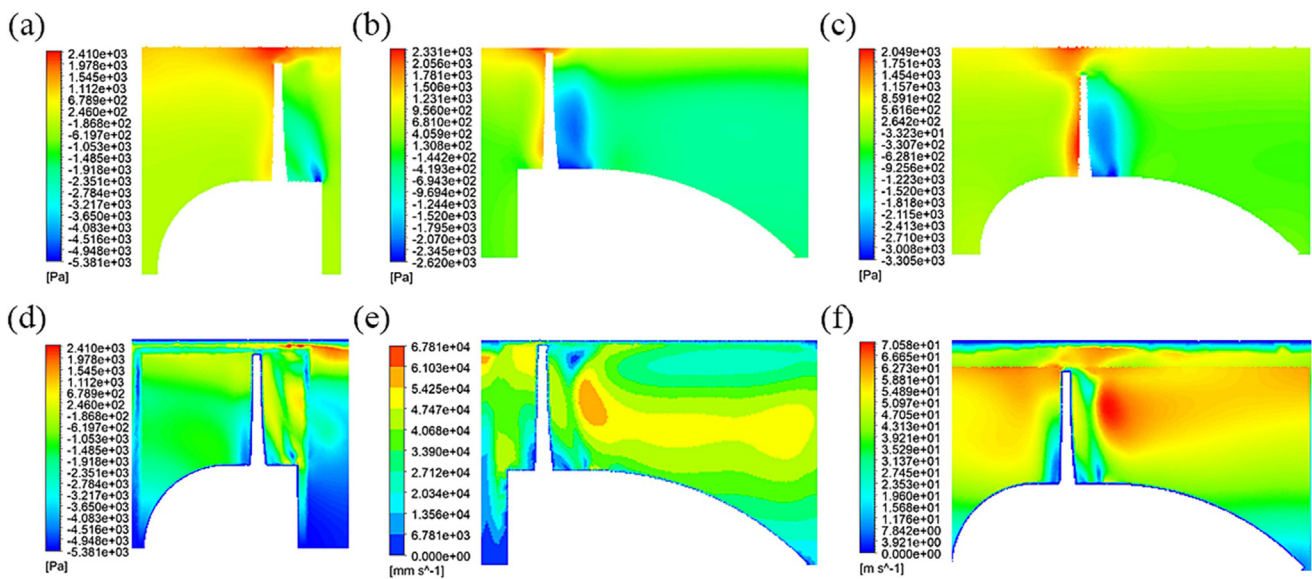 (a)
2.410e+03
1.978e+03
1.545e+03
1.112e+03
6.789e+02
2.460e+02
-1.868e+02
-6.197e+02
-1.053e+03
-1.485e+03
-1.918e+03
-2.351e+03
-2.784e+03
-3.217e+03
-3.650e+03
-4.083e+03
-4.516e+03
-4.948e+03
-5.381e+03
[Pa]
(b)
2.331e+03
2.056e+03
1.781e+03
1.506e+03
1.231e+03
9.560e+02
6.810e+02
4.059e+02
1.308e+02
-1.442e+02
-4.193e+02
-6.943e+02
-9.694e+02
-1.244e+03
-1.520e+03
-1.795e+03
-2.070e+03
-2.345e+03
-2.620e+03
[Pa]
(c)
2.049e+03
1.751e+03
1.454e+03
1.157e+03
8.591e+02
5.616e+02
2.642e+02
-3.323e+01
-3.307e+02
-6.281e+02
-9.256e+02
-1.223e+03
-1.520e+03
-1.818e+03
-2.115e+03
-2.413e+03
-2.710e+03
-3.008e+03
-3.305e+03
[Pa]
(d)
2.410e+03
1.978e+03
1.545e+03
1.112e+03
6.789e+02
2.460e+02
-1.868e+02
-6.197e+02
-1.053e+03
-1.485e+03
-1.918e+03
-2.351e+03
-2.784e+03
-3.217e+03
-3.650e+03
-4.083e+03
-4.516e+03
-4.948e+03
-5.381e+03
[Pa]
(e)
6.781e+04
6.103e+04
5.425e+04
4.747e+04
4.068e+04
3.390e+04
2.712e+04
2.034e+04
1.356e+04
6.781e+03
0.000e+00
[mm s^-1]
(f)
7.058e+01
6.665e+01
6.273e+01
5.881e+01
5.489e+01
5.097e+01
4.705e+01
4.313e+01
3.921e+01
3.529e+01
3.137e+01
2.745e+01
2.353e+01
1.960e+01
1.568e+01
1.176e+01
7.842e+00
3.921e+00
0.000e+00
[m s^-1]